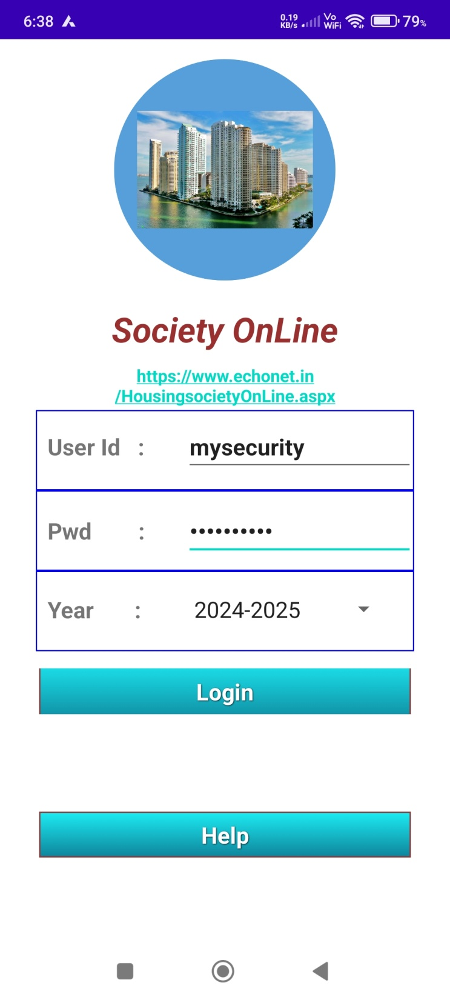 6:38 0.19 KB/s Vo WiFi 79%
Society OnLine
https://www.echonet.in
/HousingsocietyOnLine.aspx
User Id : mysecurity
Pwd : ••••••••••
Year : 2024-2025
Login
Help